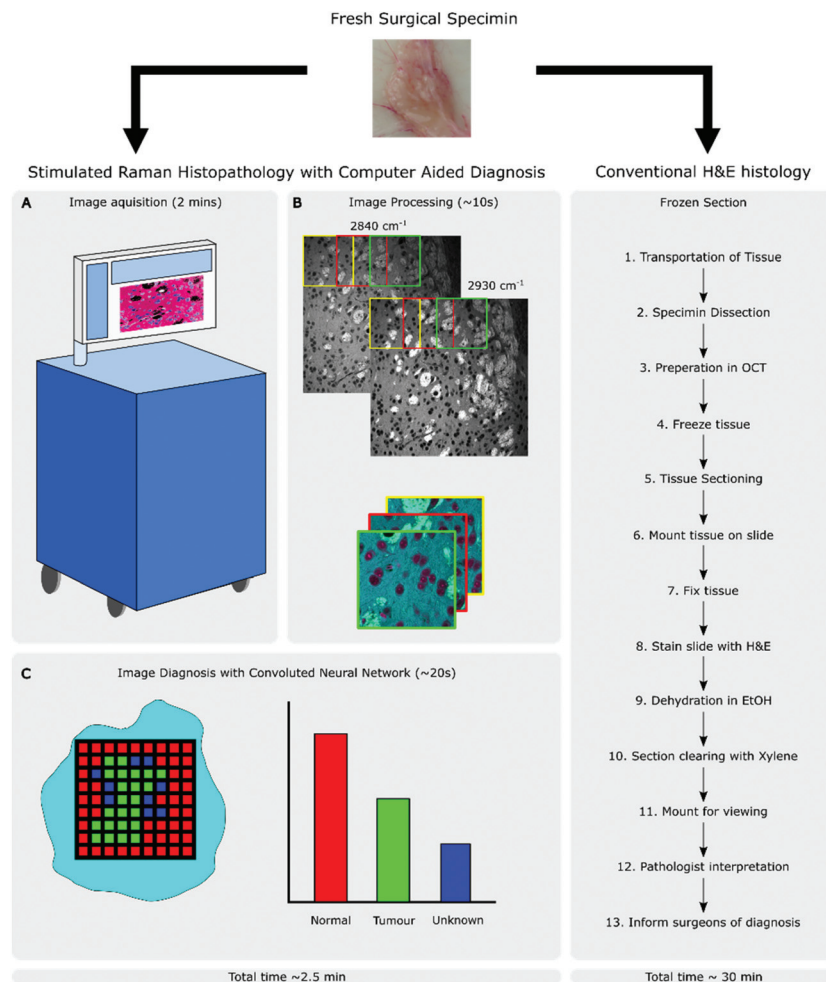 Fresh Surgical Specimin
Stimulated Raman Histopathology with Computer Aided Diagnosis
Conventional H&E histology
A
Image aquisition (2 mins)
B
Image Processing (~10s)
2840 cm⁻¹
2930 cm⁻¹
C
Image Diagnosis with Convoluted Neural Network (~20s)
Normal
Tumour
Unknown
Total time ~2.5 min
Frozen Section
1. Transportation of Tissue
2. Specimin Dissection
3. Preperation in OCT
4. Freeze tissue
5. Tissue Sectioning
6. Mount tissue on slide
7. Fix tissue
8. Stain slide with H&E
9. Dehydration in EtOH
10. Section clearing with Xylene
11. Mount for viewing
12. Pathologist interpretation
13. Inform surgeons of diagnosis
Total time ~ 30 min